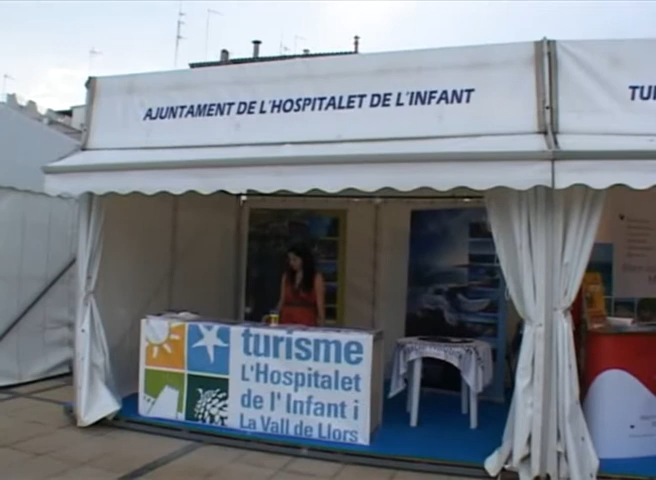 AJUNTAMENT DE L'HOSPITALET DE L'INFANT
TU
turisme
L'Hospitalet
de l'Infant i
La Vall de Llors